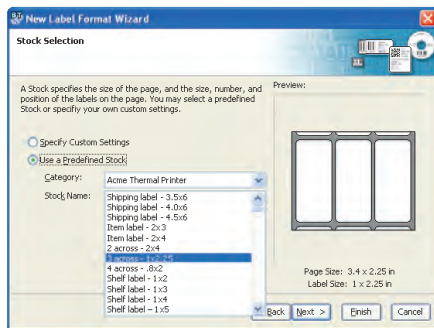 New Label Format Wizard
Stock Selection
A Stock specifies the size of the page, and the size, number, and
position of the labels on the page. You may select a predefined
Stock or specifiy your own custom settings.
Preview:
Specify Custom Settings
Use a Predefined Stock
Category:
Acme Thermal Printer
Stock Name:
Shipping label - 3.5x6
Shipping label - 4.0x6
Shipping label - 4.5x6
Item label - 2x3
Item label - 2x4
2 across - 2x4
3 across - 1x2.25
4 across - .8x2
Shelf label - 1x2
Shelf label - 1x3
Shelf label - 1x4
Shelf label - 1x5
Page Size: 3.4 x 2.25 in
Label Size: 1 x 2.25 in
Back Next > Finish Cancel